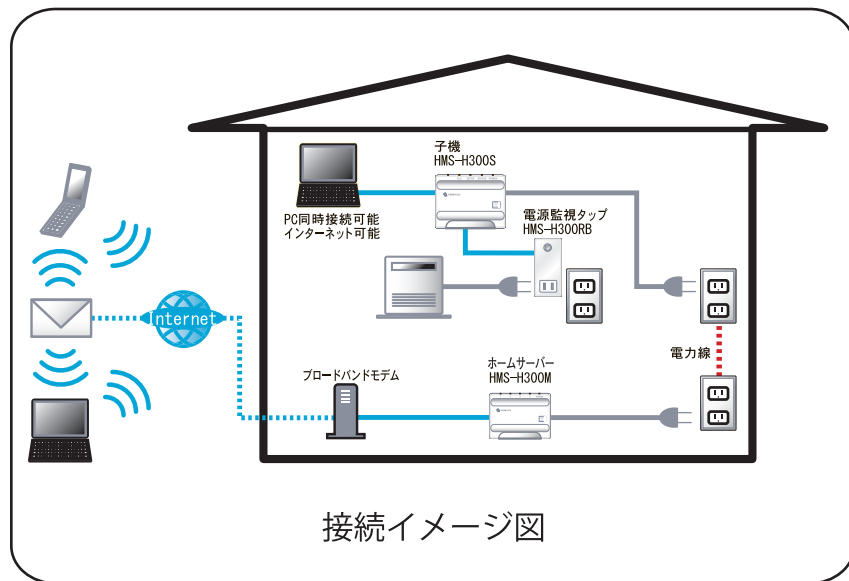 子機
HMS-H300S
PC同時接続可能
インターネット可能
電源監視タップ
HMS-H300RB
Internet
電力線
ブロードバンドモデム
ホームサーバー
HMS-H300M
接続イメージ図